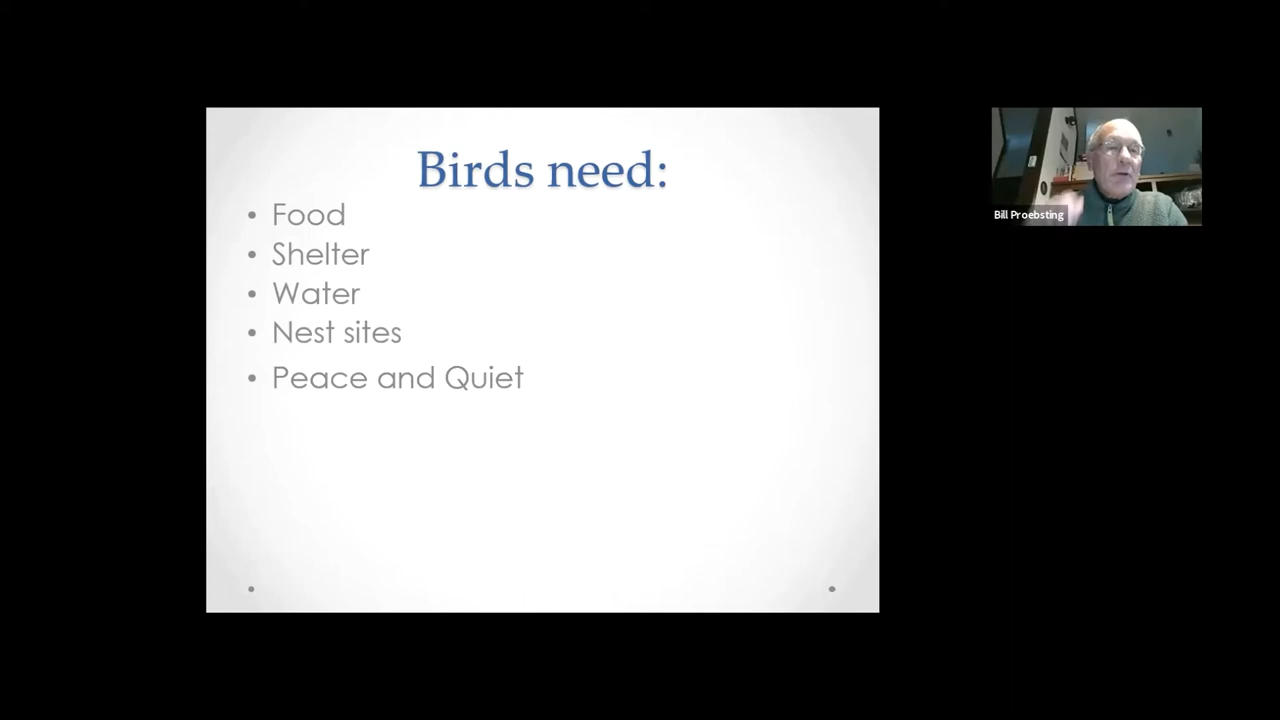 Birds need:
• Food
• Shelter
• Water
• Nest sites
• Peace and Quiet
Bill Proebsting